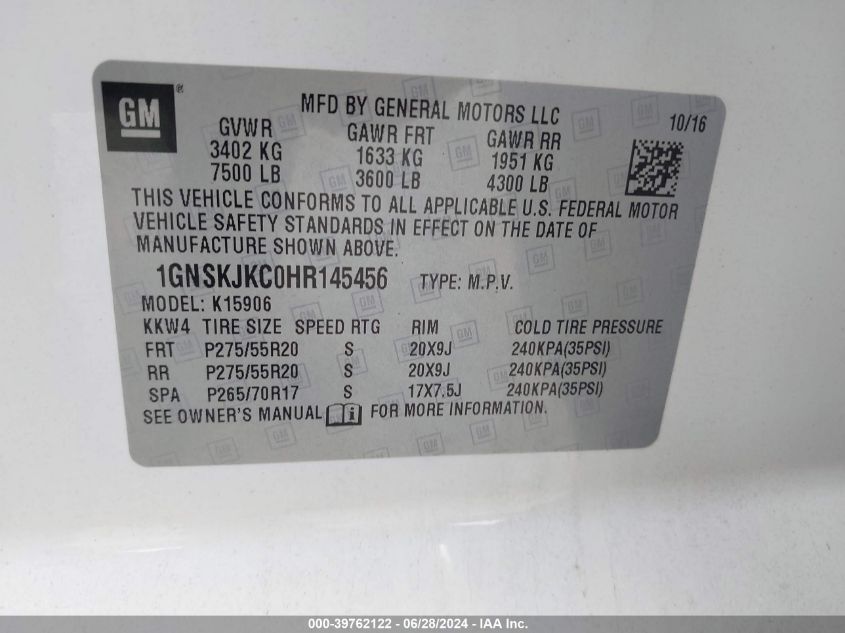 GM ®
MFD BY GENERAL MOTORS LLC
10/16
GVWR GAWR FRT GAWR RR
3402 KG 1633 KG 1951 KG
7500 LB 3600 LB 4300 LB
THIS VEHICLE CONFORMS TO ALL APPLICABLE U.S. FEDERAL MOTOR
VEHICLE SAFETY STANDARDS IN EFFECT ON THE DATE OF
MANUFACTURE SHOWN ABOVE.
1GNSKJKC0HR145456 TYPE: M.P.V.
MODEL: K15906
KKW4 TIRE SIZE SPEED RTG RIM COLD TIRE PRESSURE
FRT P275/55R20 S 20X9J 240KPA(35PSI)
RR P275/55R20 S 20X9J 240KPA(35PSI)
SPA P265/70R17 S 17X7.5J 240KPA(35PSI)
SEE OWNER'S MANUAL FOR MORE INFORMATION.
000-39762122 - 06/28/2024 - IAA Inc.